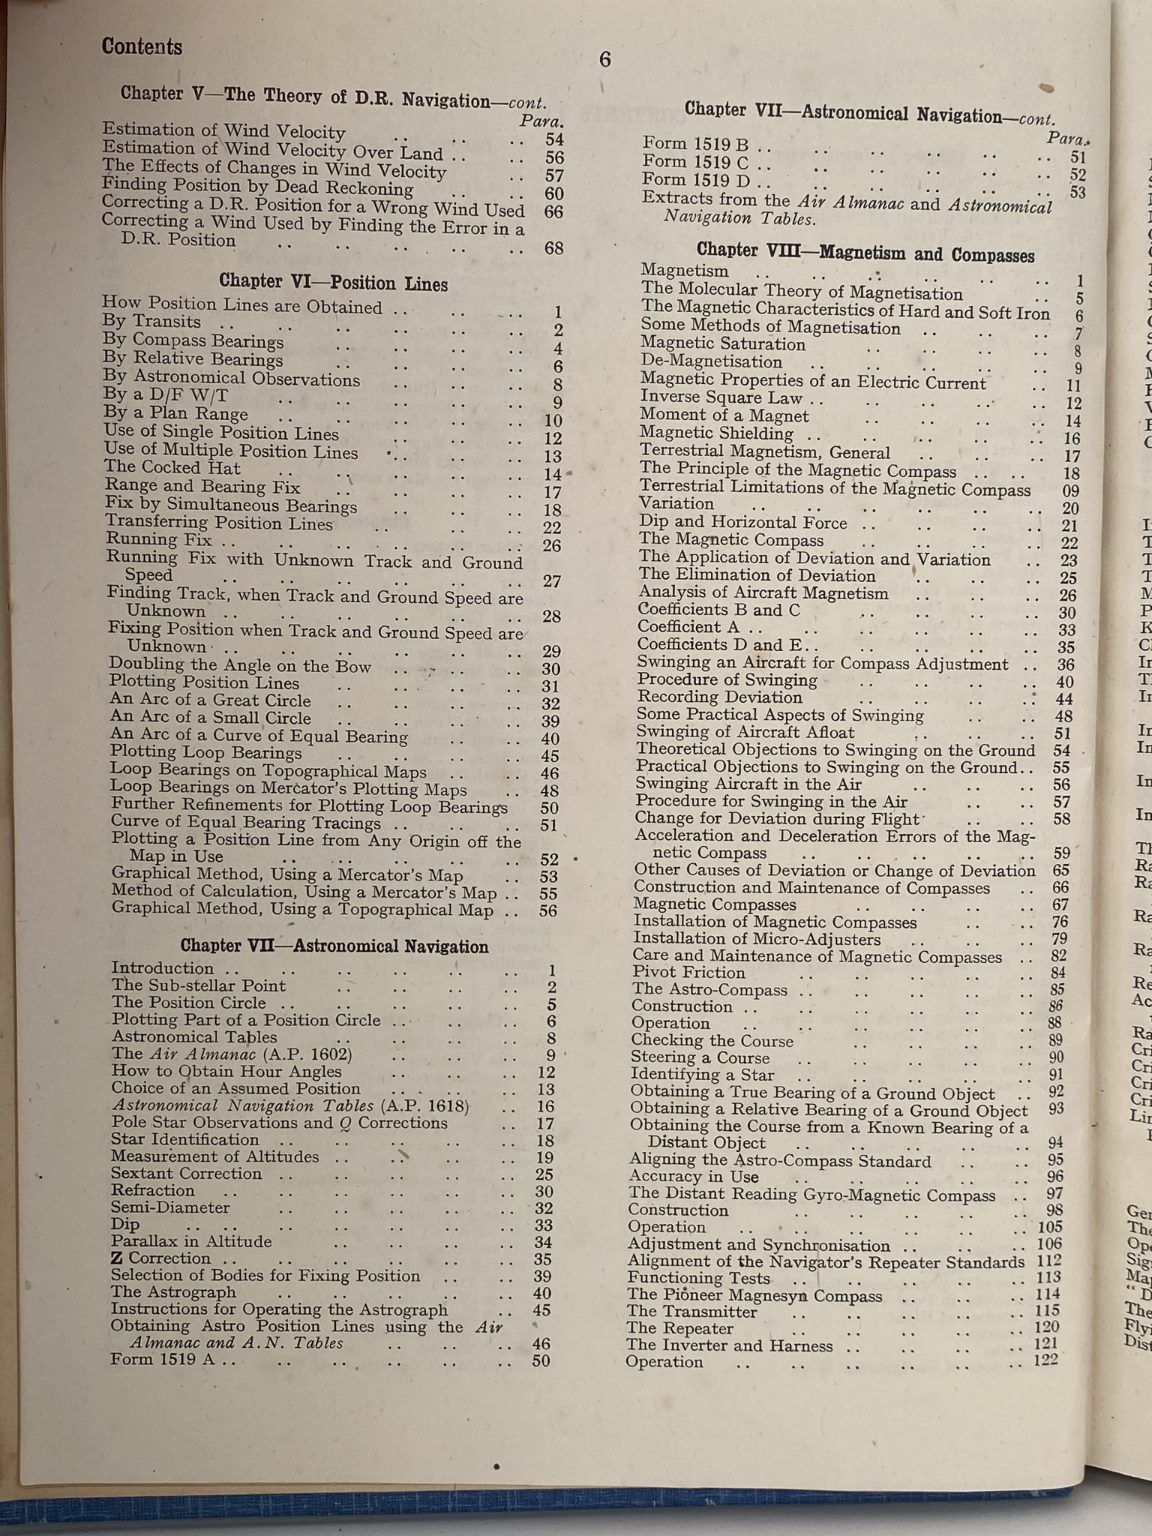 Contents
6
Chapter V—The Theory of D.R. Navigation—cont.
Para.
Estimation of Wind Velocity .. .. .. 54
Estimation of Wind Velocity Over Land .. .. 56
The Effects of Changes in Wind Velocity .. 57
Finding Position by Dead Reckoning .. .. 60
Correcting a D.R. Position for a Wrong Wind Used 66
Correcting a Wind Used by Finding the Error in a
D.R. Position .. .. .. .. .. 68
Chapter VI—Position Lines
How Position Lines are Obtained .. .. .. 1
By Transits .. .. .. .. .. .. 2
By Compass Bearings .. .. .. .. 4
By Relative Bearings .. .. .. .. 6
By Astronomical Observations .. .. .. 8
By a D/F W/T .. .. .. .. .. 9
By a Plan Range .. .. .. .. .. 10
Use of Single Position Lines .. .. .. 12
Use of Multiple Position Lines .. .. .. 13
The Cocked Hat .. .. .. .. .. 14
Range and Bearing Fix .. .. .. .. 17
Fix by Simultaneous Bearings .. .. .. 18
Transferring Position Lines .. .. .. .. 22
Running Fix .. .. .. .. .. .. 26
Running Fix with Unknown Track and Ground
Speed .. .. .. .. .. .. 27
Finding Track, when Track and Ground Speed are
Unknown .. .. .. .. .. .. 28
Fixing Position when Track and Ground Speed are
Unknown .. .. .. .. .. .. 29
Doubling the Angle on the Bow .. .. .. 30
Plotting Position Lines .. .. .. .. 31
An Arc of a Great Circle .. .. .. .. 32
An Arc of a Small Circle .. .. .. .. 39
An Arc of a Curve of Equal Bearing .. .. 40
Plotting Loop Bearings .. .. .. .. 45
Loop Bearings on Topographical Maps .. .. 46
Loop Bearings on Mercator's Plotting Maps .. 48
Further Refinements for Plotting Loop Bearings 50
Curve of Equal Bearing Tracings .. .. .. 51
Plotting a Position Line from Any Origin off the
Map in Use .. .. .. .. .. 52
Graphical Method, Using a Mercator's Map .. 53
Method of Calculation, Using a Mercator's Map .. 55
Graphical Method, Using a Topographical Map .. 56
Chapter VII—Astronomical Navigation
Introduction .. .. .. .. .. .. 1
The Sub-stellar Point .. .. .. .. 2
The Position Circle .. .. .. .. .. 5
Plotting Part of a Position Circle .. .. .. 6
Astronomical Tables .. .. .. .. 8
The Air Almanac (A.P. 1602) .. .. .. 9
How to Obtain Hour Angles .. .. .. 12
Choice of an Assumed Position .. .. .. 13
Astronomical Navigation Tables (A.P. 1618) .. 16
Pole Star Observations and Q Corrections .. 17
Star Identification .. .. .. .. .. 18
Measurement of Altitudes .. .. .. .. 19
Sextant Correction .. .. .. .. .. 25
Refraction .. .. .. .. .. .. 30
Semi-Diameter .. .. .. .. .. 32
Dip .. .. .. .. .. .. .. 33
Parallax in Altitude .. .. .. .. 34
Z Correction .. .. .. .. .. .. 35
Selection of Bodies for Fixing Position .. .. 39
The Astrograph .. .. .. .. .. 40
Instructions for Operating the Astrograph .. 45
Obtaining Astro Position Lines using the Air
Almanac and A.N. Tables .. .. .. 46
Form 1519 A .. .. .. .. .. .. 50
Chapter VII—Astronomical Navigation—cont.
Para.
Form 1519 B .. .. .. .. .. .. 51
Form 1519 C .. .. .. .. .. .. 52
Form 1519 D .. .. .. .. .. .. 53
Extracts from the Air Almanac and Astronomical
Navigation Tables.
Chapter VIII—Magnetism and Compasses
Magnetism .. .. .. .. .. .. 1
The Molecular Theory of Magnetisation .. 5
The Magnetic Characteristics of Hard and Soft Iron 6
Some Methods of Magnetisation .. .. .. 7
Magnetic Saturation .. .. .. .. 8
De-Magnetisation .. .. .. .. .. 9
Magnetic Properties of an Electric Current .. 11
Inverse Square Law .. .. .. .. .. 12
Moment of a Magnet .. .. .. .. 14
Magnetic Shielding .. .. .. .. .. 16
Terrestrial Magnetism, General .. .. .. 17
The Principle of the Magnetic Compass .. .. 18
Terrestrial Limitations of the Magnetic Compass 09
Variation .. .. .. .. .. .. 20
Dip and Horizontal Force .. .. .. .. 21
The Magnetic Compass .. .. .. .. 22
The Application of Deviation and Variation .. 23
The Elimination of Deviation .. .. .. 25
Analysis of Aircraft Magnetism .. .. .. 26
Coefficients B and C .. .. .. .. 30
Coefficient A .. .. .. .. .. .. 33
Coefficients D and E .. .. .. .. .. 35
Swinging an Aircraft for Compass Adjustment .. 36
Procedure of Swinging .. .. .. .. 40
Recording Deviation .. .. .. .. 44
Some Practical Aspects of Swinging .. .. 48
Swinging of Aircraft Afloat .. .. .. 51
Theoretical Objections to Swinging on the Ground 54
Practical Objections to Swinging on the Ground .. 55
Swinging Aircraft in the Air .. .. .. 56
Procedure for Swinging in the Air .. .. 57
Change for Deviation during Flight .. .. 58
Acceleration and Deceleration Errors of the Mag-
netic Compass .. .. .. .. .. 59
Other Causes of Deviation or Change of Deviation 65
Construction and Maintenance of Compasses .. 66
Magnetic Compasses .. .. .. .. 67
Installation of Magnetic Compasses .. .. 76
Installation of Micro-Adjusters .. .. .. 79
Care and Maintenance of Magnetic Compasses .. 82
Pivot Friction .. .. .. .. .. 84
The Astro-Compass .. .. .. .. .. 85
Construction .. .. .. .. .. .. 86
Operation .. .. .. .. .. .. 88
Checking the Course .. .. .. .. 89
Steering a Course .. .. .. .. .. 90
Identifying a Star .. .. .. .. .. 91
Obtaining a True Bearing of a Ground Object .. 92
Obtaining a Relative Bearing of a Ground Object 93
Obtaining the Course from a Known Bearing of a
Distant Object .. .. .. .. .. 94
Aligning the Astro-Compass Standard .. .. 95
Accuracy in Use .. .. .. .. .. 96
The Distant Reading Gyro-Magnetic Compass .. 97
Construction .. .. .. .. .. 98
Operation .. .. .. .. .. .. 105
Adjustment and Synchronisation .. .. .. 106
Alignment of the Navigator's Repeater Standards 112
Functioning Tests .. .. .. .. .. 113
The Pioneer Magnesyn Compass .. .. .. 114
The Transmitter .. .. .. .. .. 115
The Repeater .. .. .. .. .. 120
The Inverter and Harness .. .. .. .. 121
Operation .. .. .. .. .. .. 122